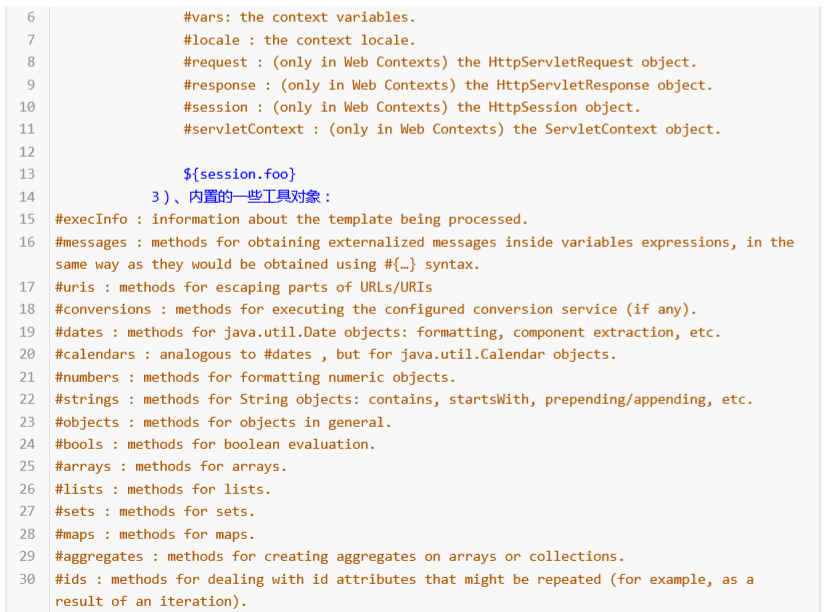 6 #vars: the context variables.
7 #locale : the context locale.
8 #request : (only in Web Contexts) the HttpServletRequest object.
9 #response : (only in Web Contexts) the HttpServletResponse object.
10 #session : (only in Web Contexts) the HttpSession object.
11 #servletContext : (only in Web Contexts) the ServletContext object.
12
13 ${session.foo}
14 3）、内置的一些工具对象：
15 #execInfo : information about the template being processed.
16 #messages : methods for obtaining externalized messages inside variables expressions, in the
same way as they would be obtained using #{…} syntax.
17 #uris : methods for escaping parts of URLs/URIs
18 #conversions : methods for executing the configured conversion service (if any).
19 #dates : methods for java.util.Date objects: formatting, component extraction, etc.
20 #calendars : analogous to #dates , but for java.util.Calendar objects.
21 #numbers : methods for formatting numeric objects.
22 #strings : methods for String objects: contains, startsWith, prepending/appending, etc.
23 #objects : methods for objects in general.
24 #bools : methods for boolean evaluation.
25 #arrays : methods for arrays.
26 #lists : methods for lists.
27 #sets : methods for sets.
28 #maps : methods for maps.
29 #aggregates : methods for creating aggregates on arrays or collections.
30 #ids : methods for dealing with id attributes that might be repeated (for example, as a
result of an iteration).